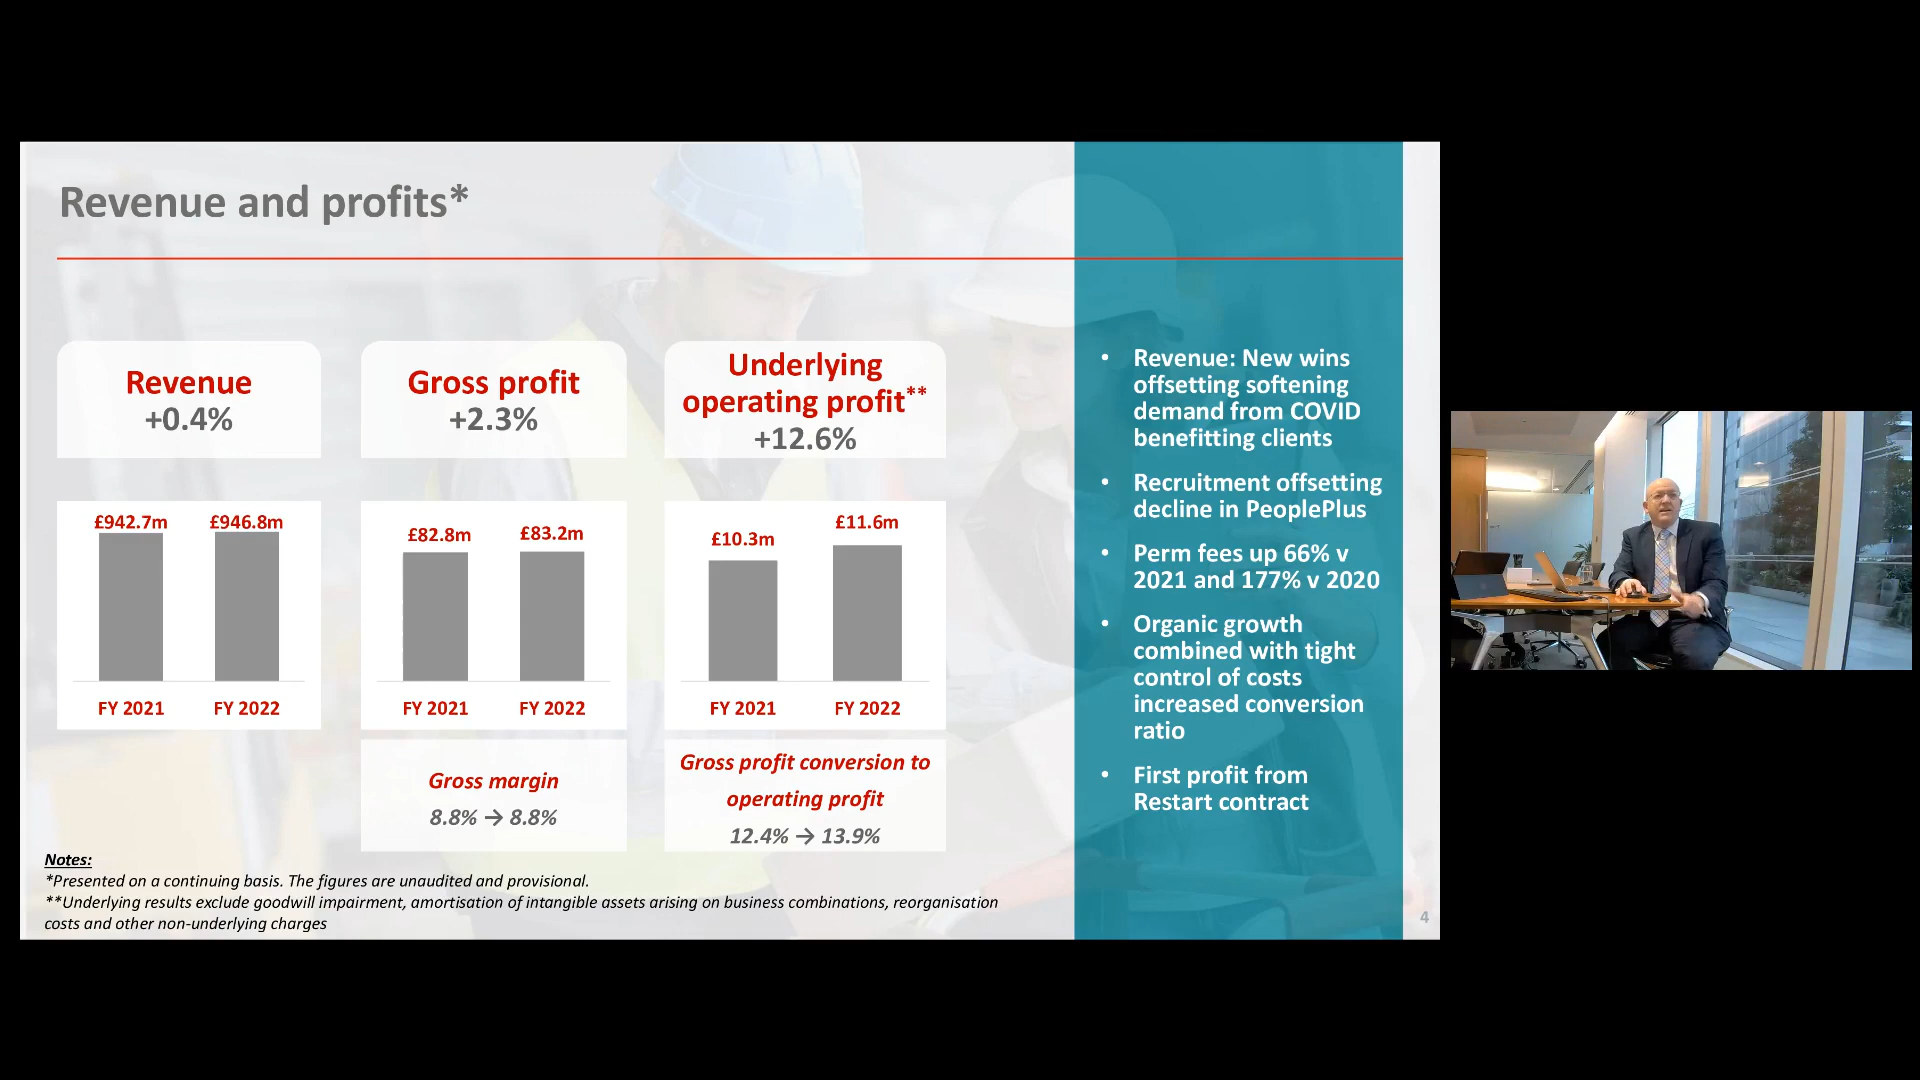 Revenue and profits*
Revenue
+0.4%
Gross profit
+2.3%
Underlying
operating profit**
+12.6%
£942.7m
£946.8m
FY 2021
FY 2022
£82.8m
£83.2m
FY 2021
FY 2022
£10.3m
£11.6m
FY 2021
FY 2022
Gross margin
8.8% → 8.8%
Gross profit conversion to
operating profit
12.4% → 13.9%
Notes:
*Presented on a continuing basis. The figures are unaudited and provisional.
**Underlying results exclude goodwill impairment, amortisation of intangible assets arising on business combinations, reorganisation
costs and other non-underlying charges
• Revenue: New wins
offsetting softening
demand from COVID
benefitting clients
• Recruitment offsetting
decline in PeoplePlus
• Perm fees up 66% v
2021 and 177% v 2020
• Organic growth
combined with tight
control of costs
increased conversion
ratio
• First profit from
Restart contract
4